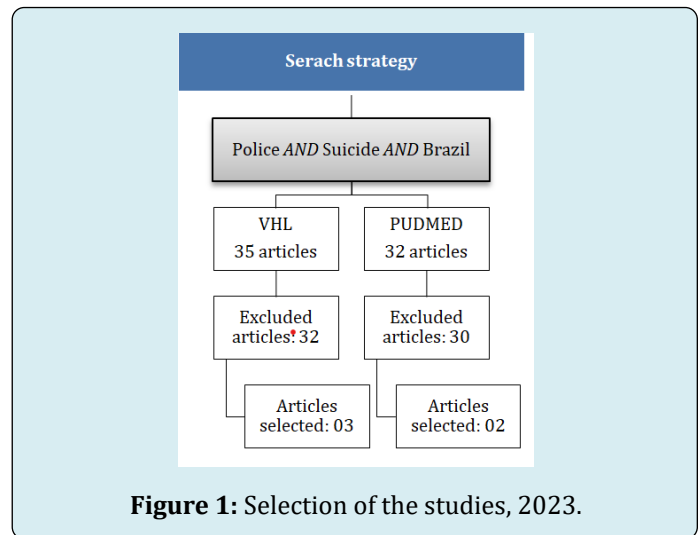 Serach strategy
Police AND Suicide AND Brazil
VHL
35 articles
PUDMED
32 articles
Excluded
articles: 32
Excluded
articles: 30
Articles
selected: 03
Articles
selected: 02
Figure 1: Selection of the studies, 2023.